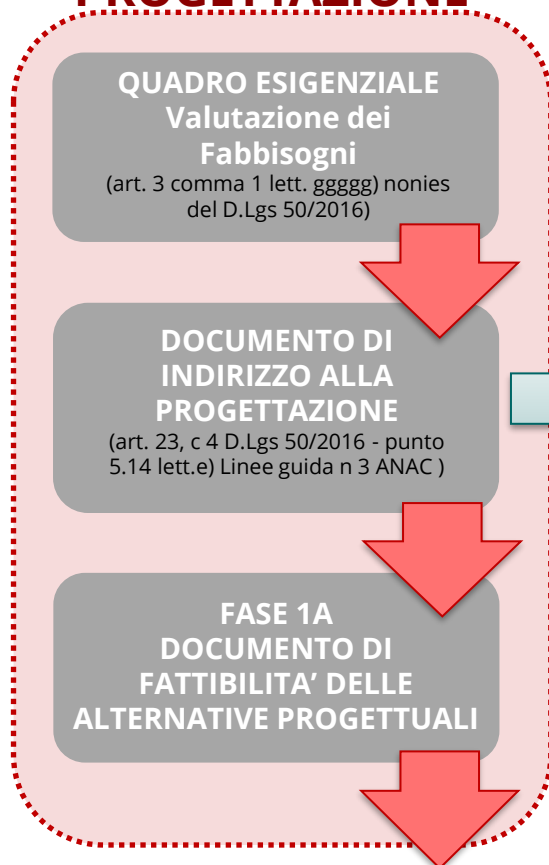 PROGETTAZIONE
QUADRO ESIGENZIALE
Valutazione dei
Fabbisogni
(art. 3 comma 1 lett. ggggg) nonies
del D.Lgs 50/2016)
DOCUMENTO DI
INDIRIZZO ALLA
PROGETTAZIONE
(art. 23, c 4 D.Lgs 50/2016 - punto
5.14 lett.e) Linee guida n 3 ANAC )
FASE 1A
DOCUMENTO DI
FATTIBILITA’ DELLE
ALTERNATIVE PROGETTUALI